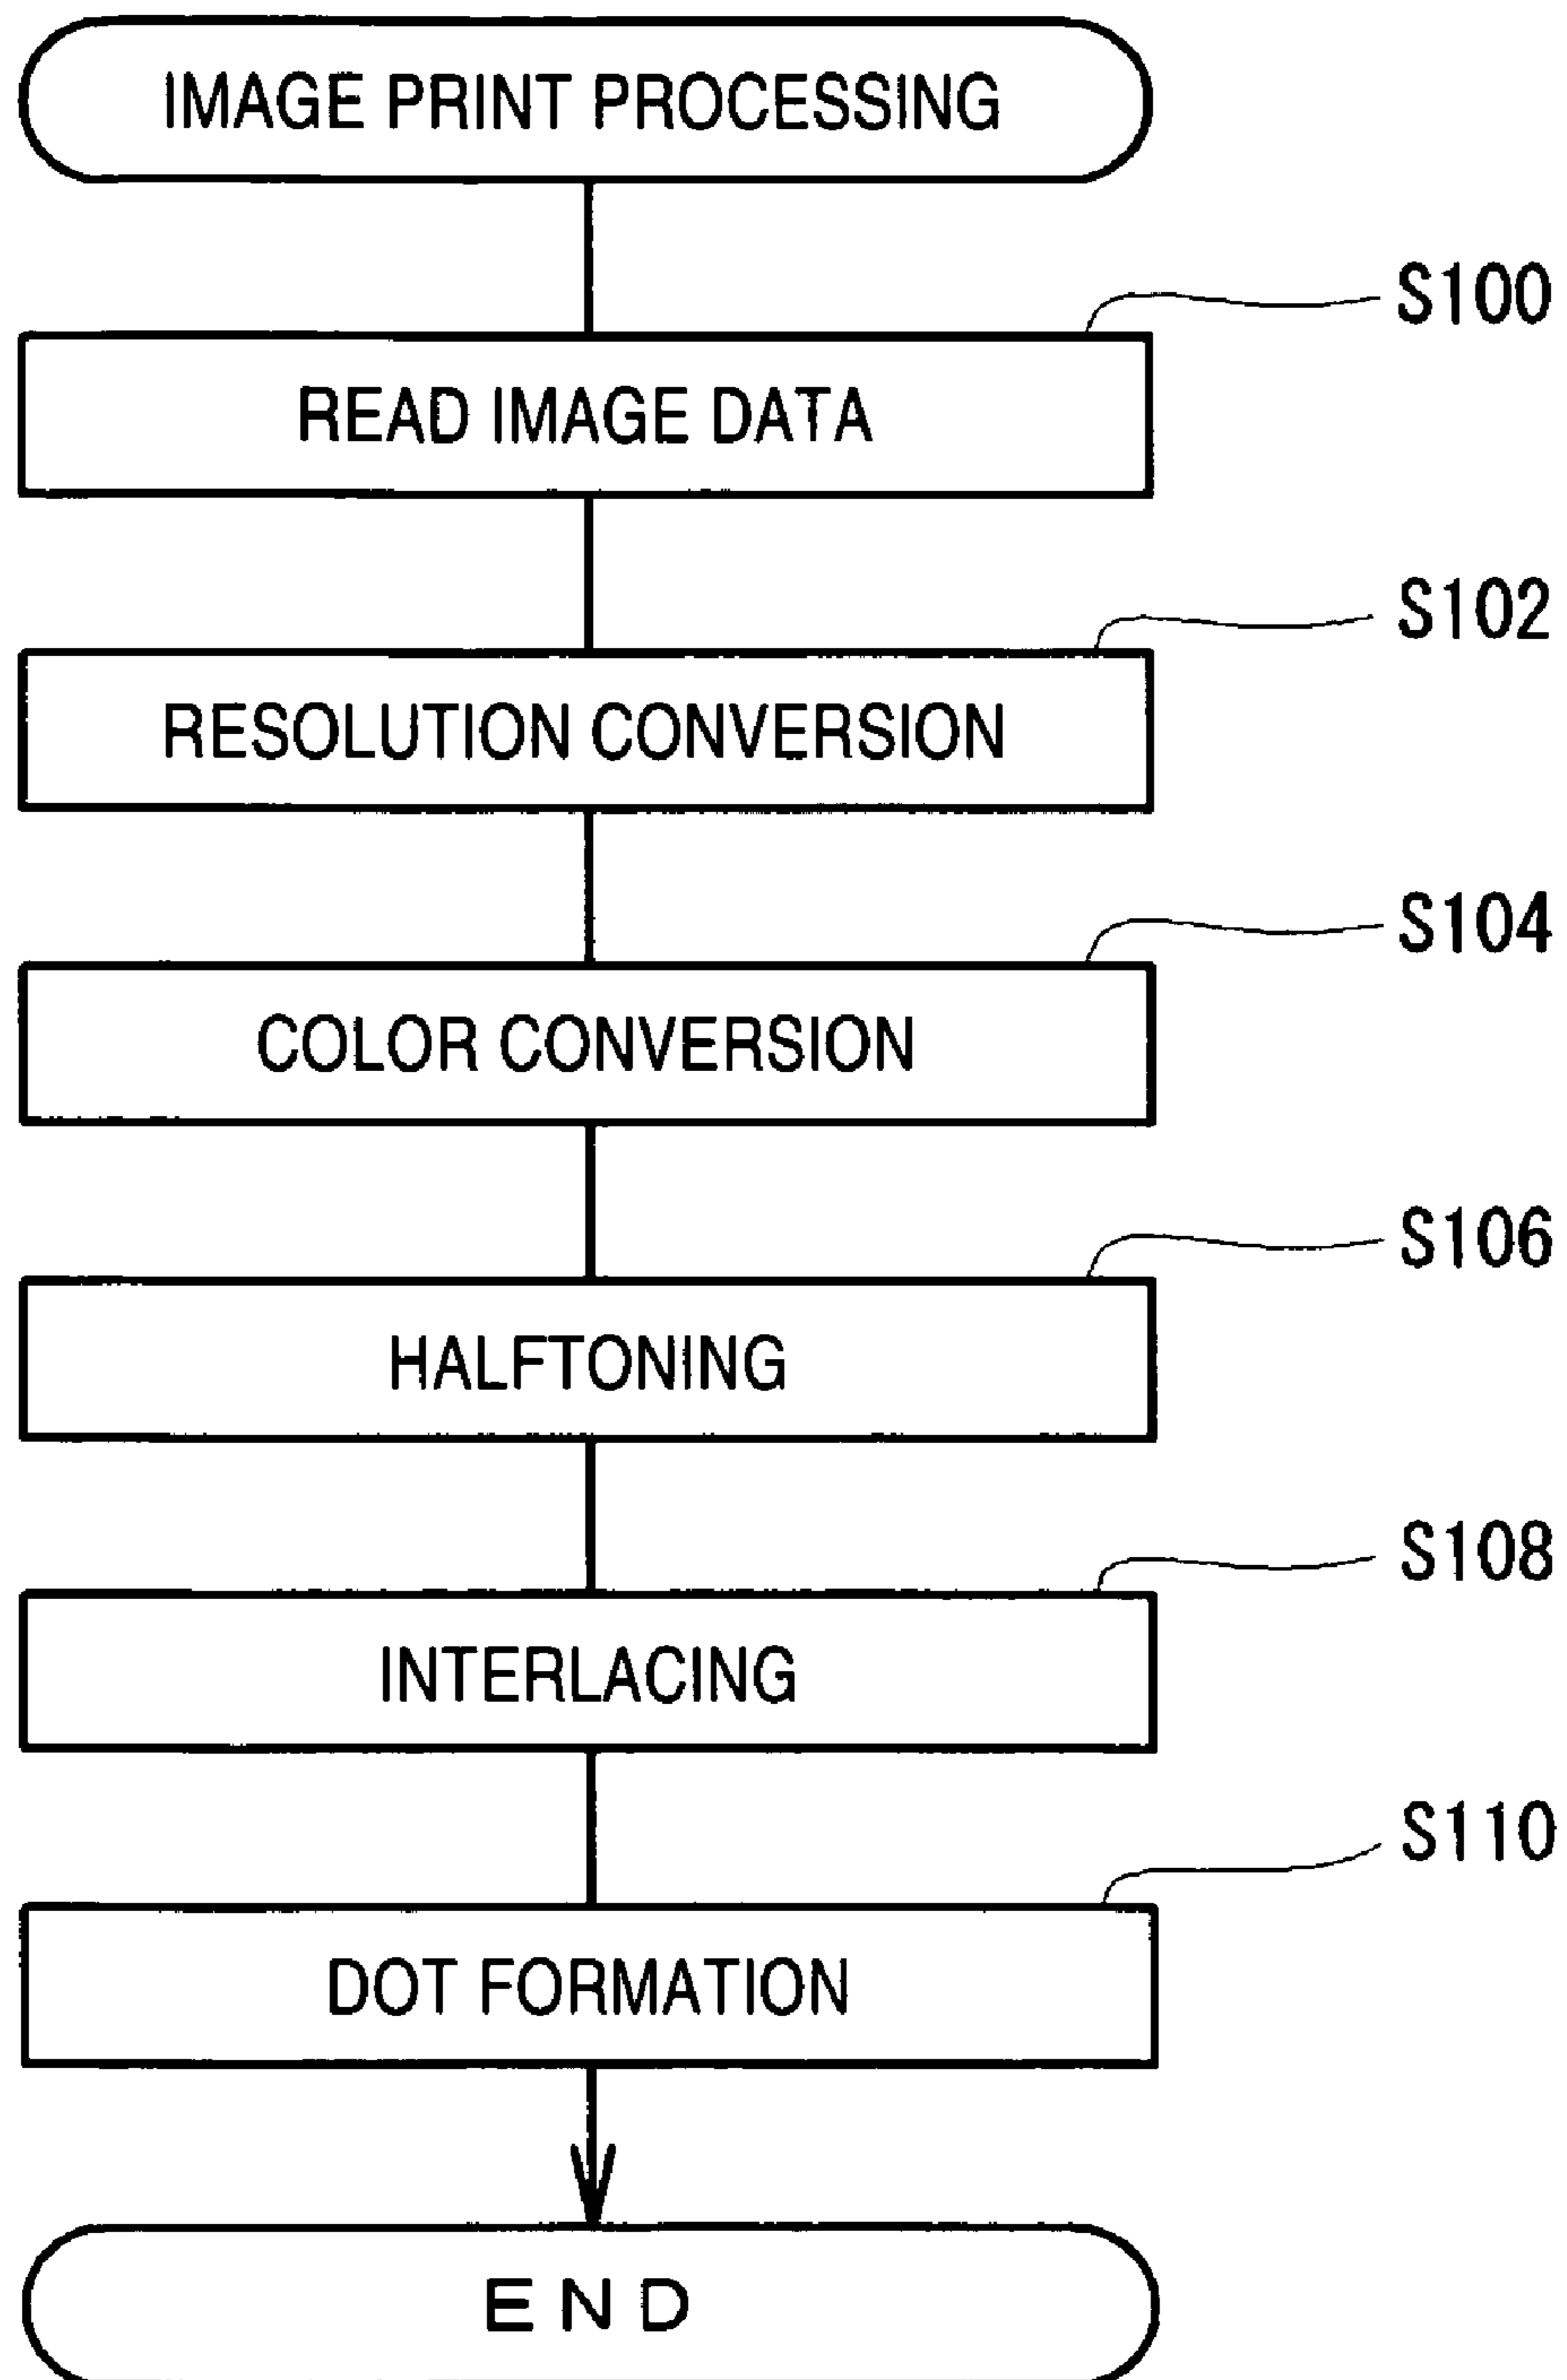 IMAGE PRINT PROCESSING
S100
READ IMAGE DATA
S102
RESOLUTION CONVERSION
S104
COLOR CONVERSION
S106
HALFTONING
S108
INTERLACING
S110
DOT FORMATION
END